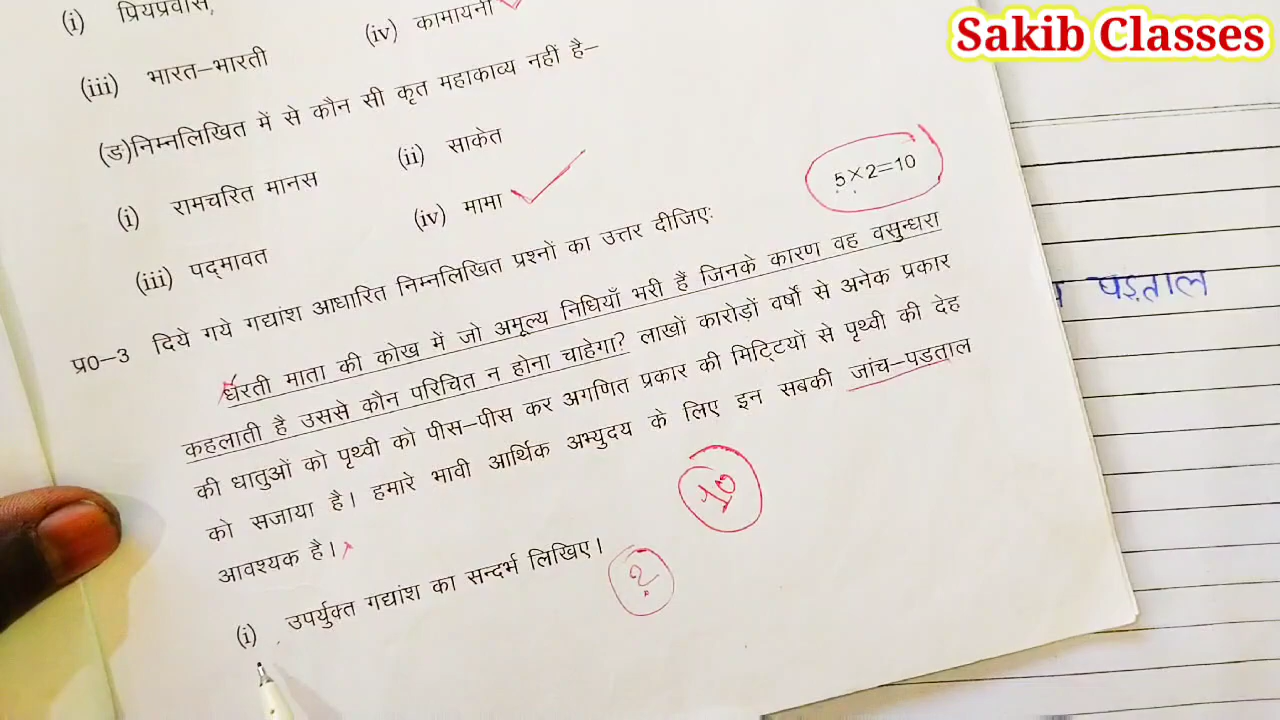 Sakib Classes
(i) प्रियप्रवास
(iv) कामायनी
(iii) भारत–भारती
(ङ)निम्नलिखित में से कौन सी कृत महाकाव्य नहीं है–
(i) रामचरित मानस
(ii) साकेत
(iii) पद्मावत
(iv) मामा
5×2=10
प्र0–3 दिये गये गद्यांश आधारित निम्नलिखित प्रश्नों का उत्तर दीजिएः
धरती माता की कोख में जो अमूल्य निधियाँ भरी हैं जिनके कारण वह वसुन्धरा
कहलाती है उससे कौन परिचित न होना चाहेगा? लाखों कारोड़ों वर्षों से अनेक प्रकार
की धातुओं को पृथ्वी को पीस–पीस कर अगणित प्रकार की मिट्टियों से पृथ्वी की देह
को सजाया है। हमारे भावी आर्थिक अभ्युदय के लिए इन सबकी जांच–पडताल
आवश्यक है।
10
(i) उपर्युक्त गद्यांश का सन्दर्भ लिखिए।
2
पड़ताल